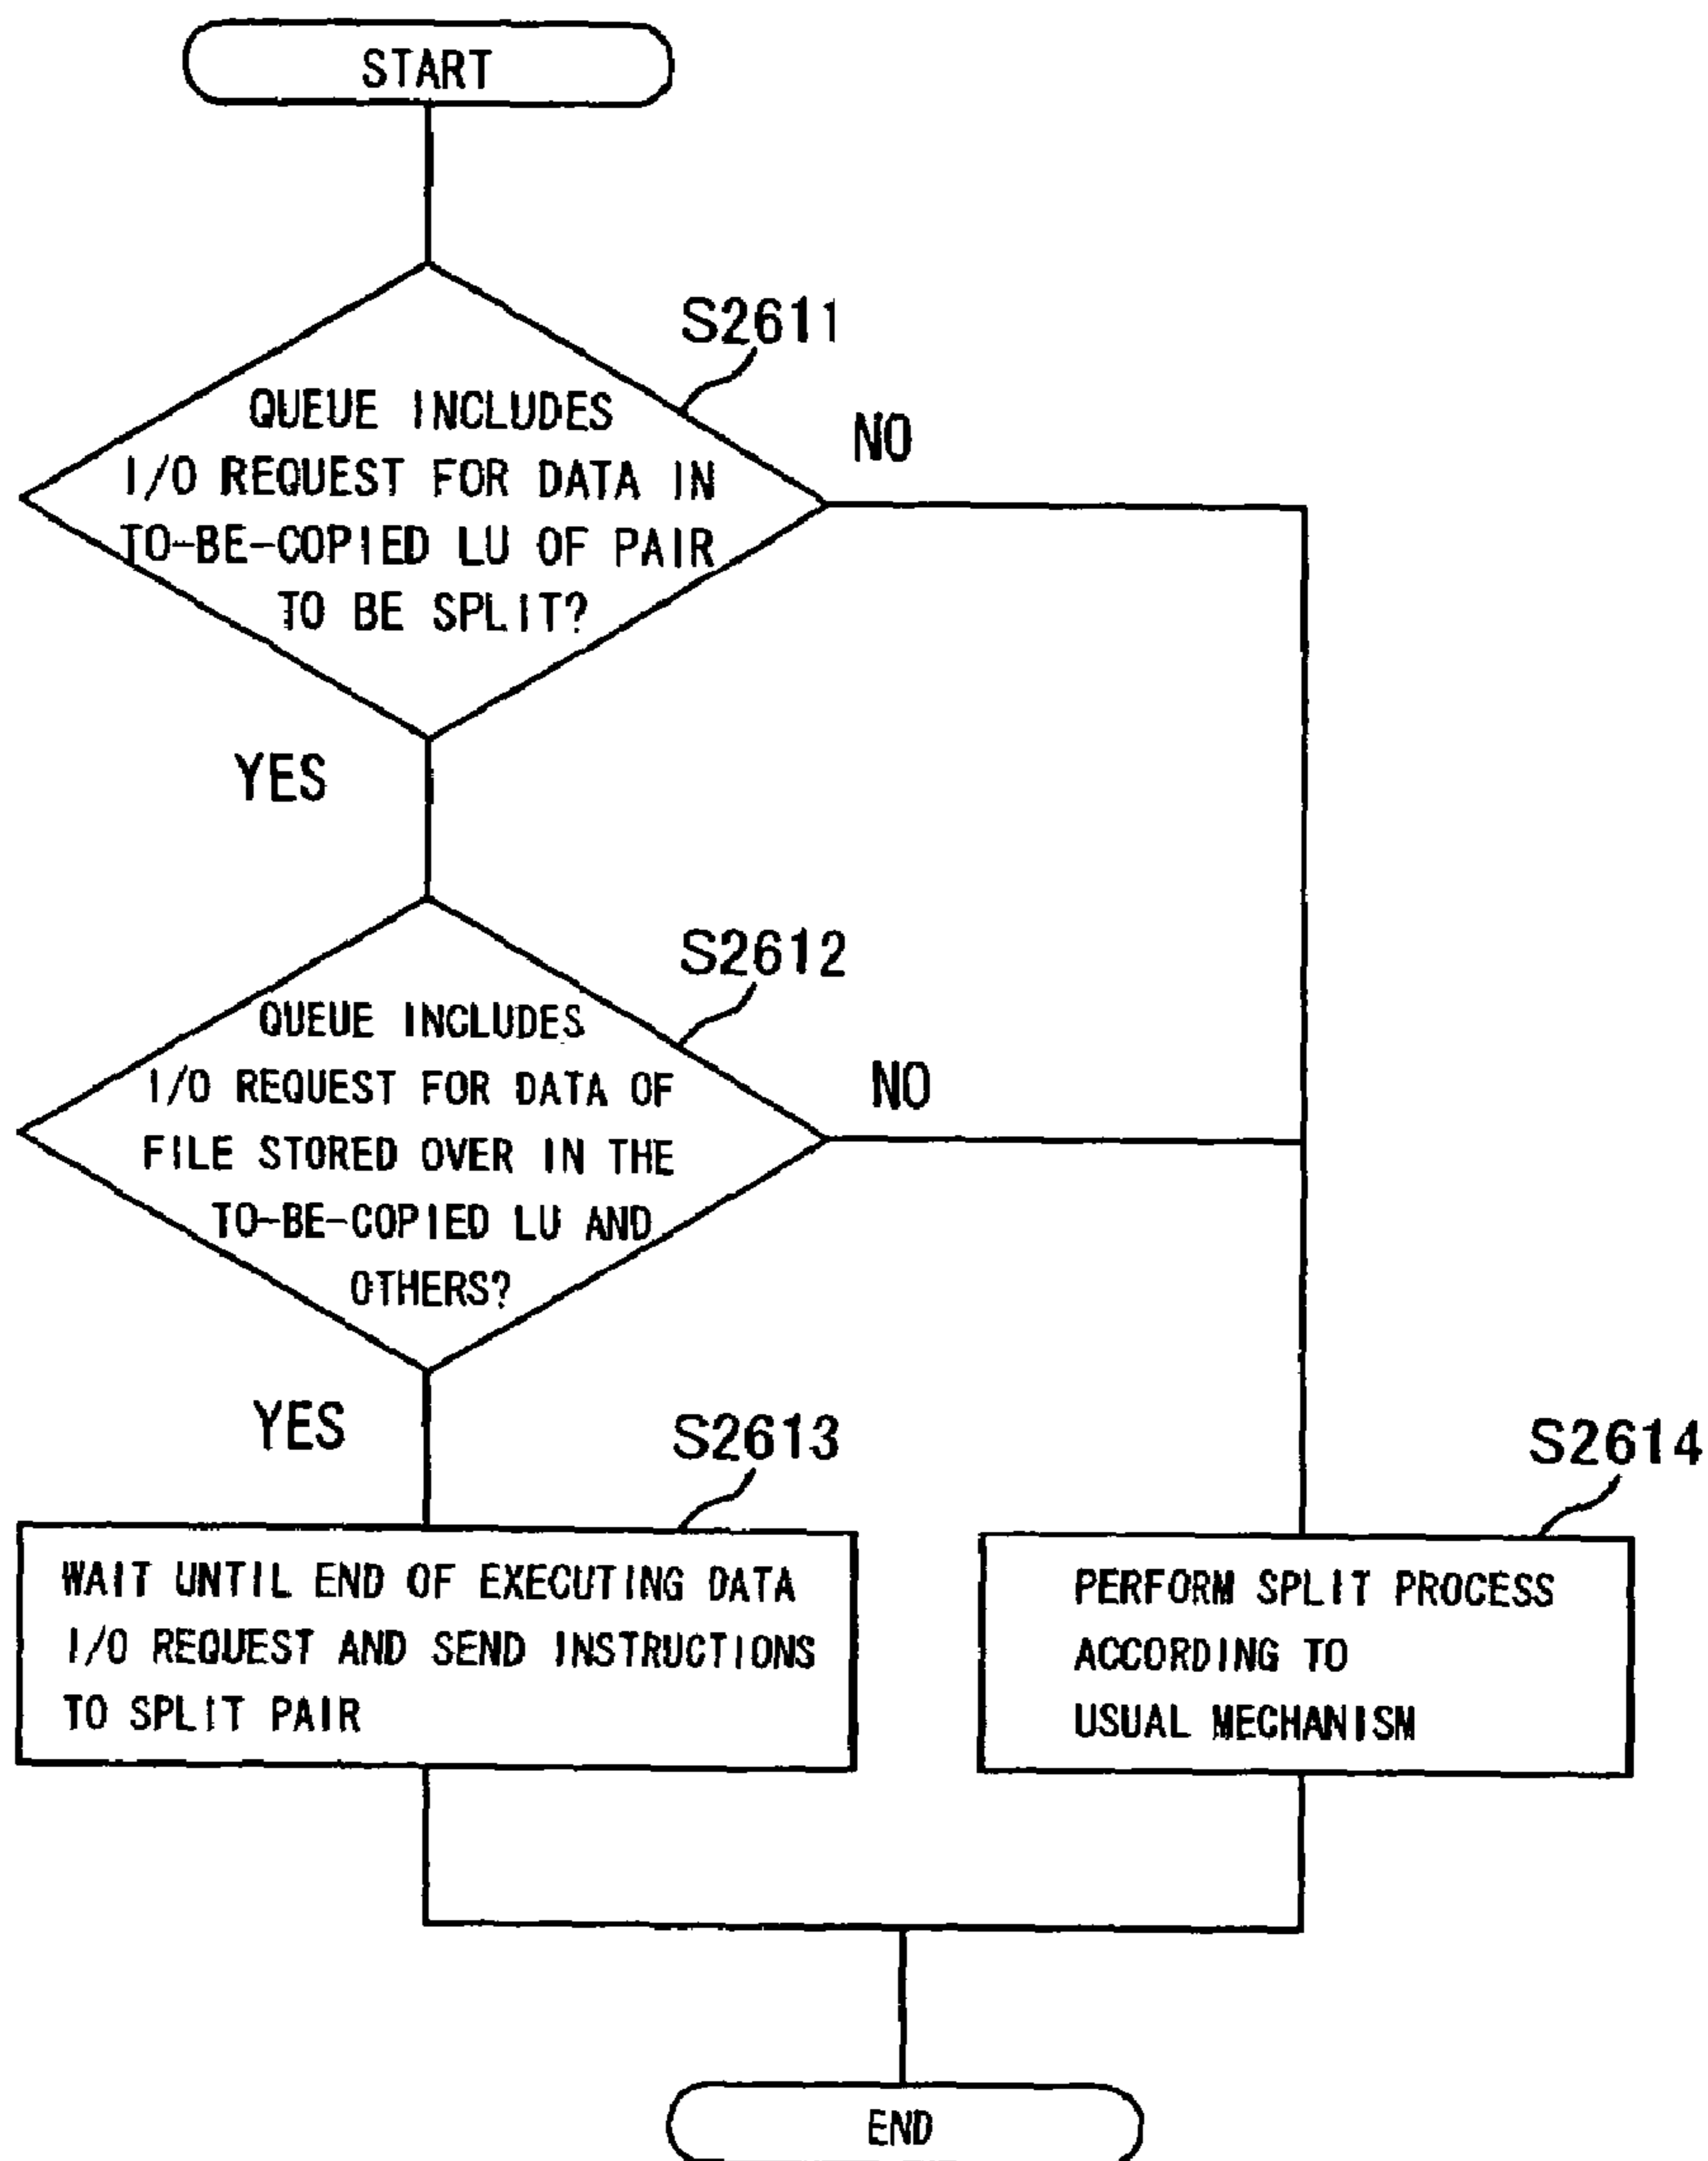 START
S2611
QUEUE INCLUDES
I/O REQUEST FOR DATA IN
TO-BE-COPIED LU OF PAIR
TO BE SPLIT?
NO
YES
S2612
QUEUE INCLUDES
I/O REQUEST FOR DATA OF
FILE STORED OVER IN THE
TO-BE-COPIED LU AND
OTHERS?
NO
YES
S2613
WAIT UNTIL END OF EXECUTING DATA
I/O REQUEST AND SEND INSTRUCTIONS
TO SPLIT PAIR
S2614
PERFORM SPLIT PROCESS
ACCORDING TO
USUAL MECHANISM
END